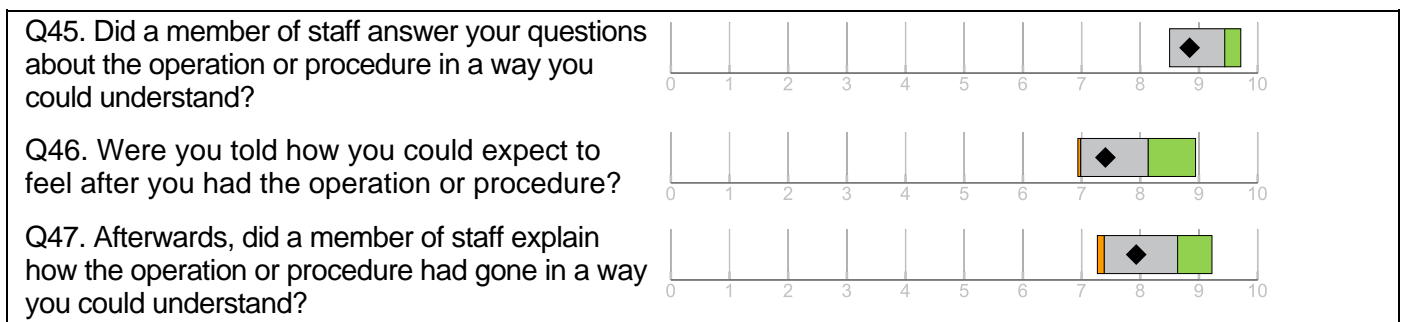 Q45. Did a member of staff answer your questions
about the operation or procedure in a way you
could understand?
0 1 2 3 4 5 6 7 8 9 10
Q46. Were you told how you could expect to
feel after you had the operation or procedure?
0 1 2 3 4 5 6 7 8 9 10
Q47. Afterwards, did a member of staff explain
how the operation or procedure had gone in a way
you could understand?
0 1 2 3 4 5 6 7 8 9 10